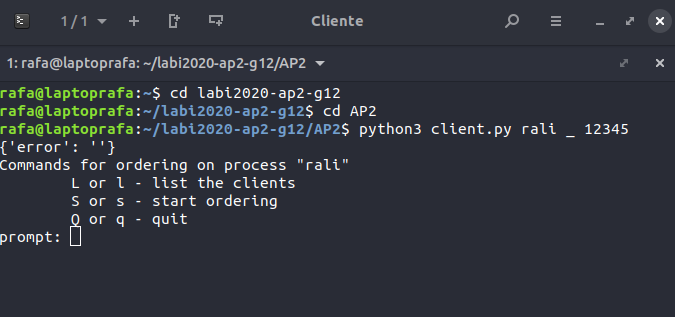 1 / 1
Cliente
1: rafa@laptoprafa: ~/labi2020-ap2-g12/AP2
rafa@laptoprafa:~$ cd labi2020-ap2-g12
rafa@laptoprafa:~/labi2020-ap2-g12$ cd AP2
rafa@laptoprafa:~/labi2020-ap2-g12/AP2$ python3 client.py rali _ 12345
{'error': ''}
Commands for ordering on process "rali"
L or l - list the clients
S or s - start ordering
Q or q - quit
prompt: